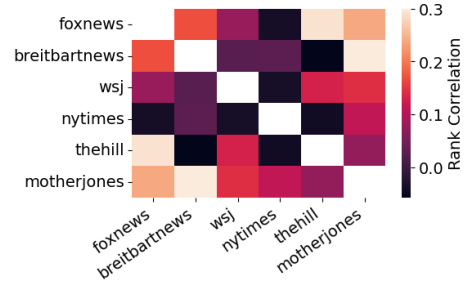 foxnews
breitbartnews
wsj
nytimes
thehill
motherjones
foxnews
breitbartnews
wsj
nytimes
thehill
motherjones
0.3
0.2
0.1
0.0
Rank Correlation